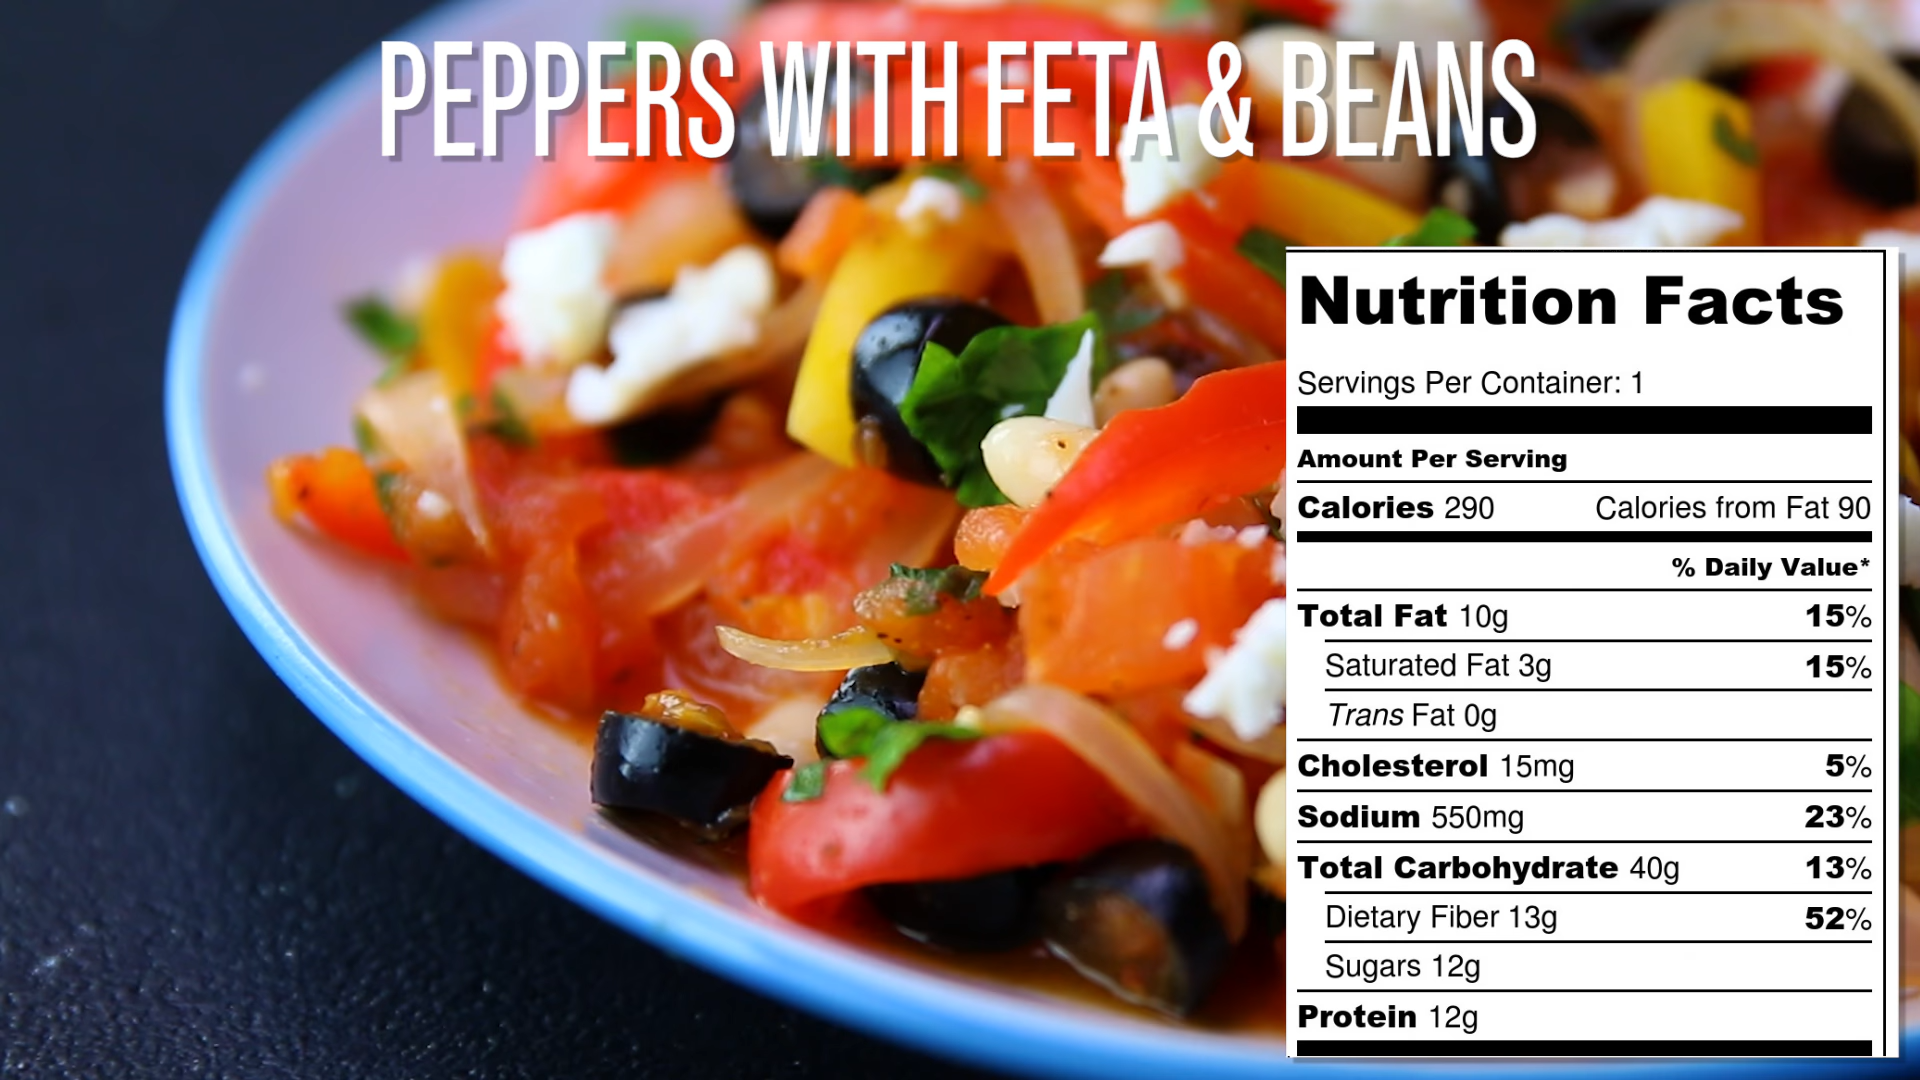 PEPPERS WITH FETA & BEANS
Nutrition Facts
Servings Per Container: 1
Amount Per Serving
Calories 290 Calories from Fat 90
% Daily Value*
Total Fat 10g 15%
Saturated Fat 3g 15%
Trans Fat 0g
Cholesterol 15mg 5%
Sodium 550mg 23%
Total Carbohydrate 40g 13%
Dietary Fiber 13g 52%
Sugars 12g
Protein 12g